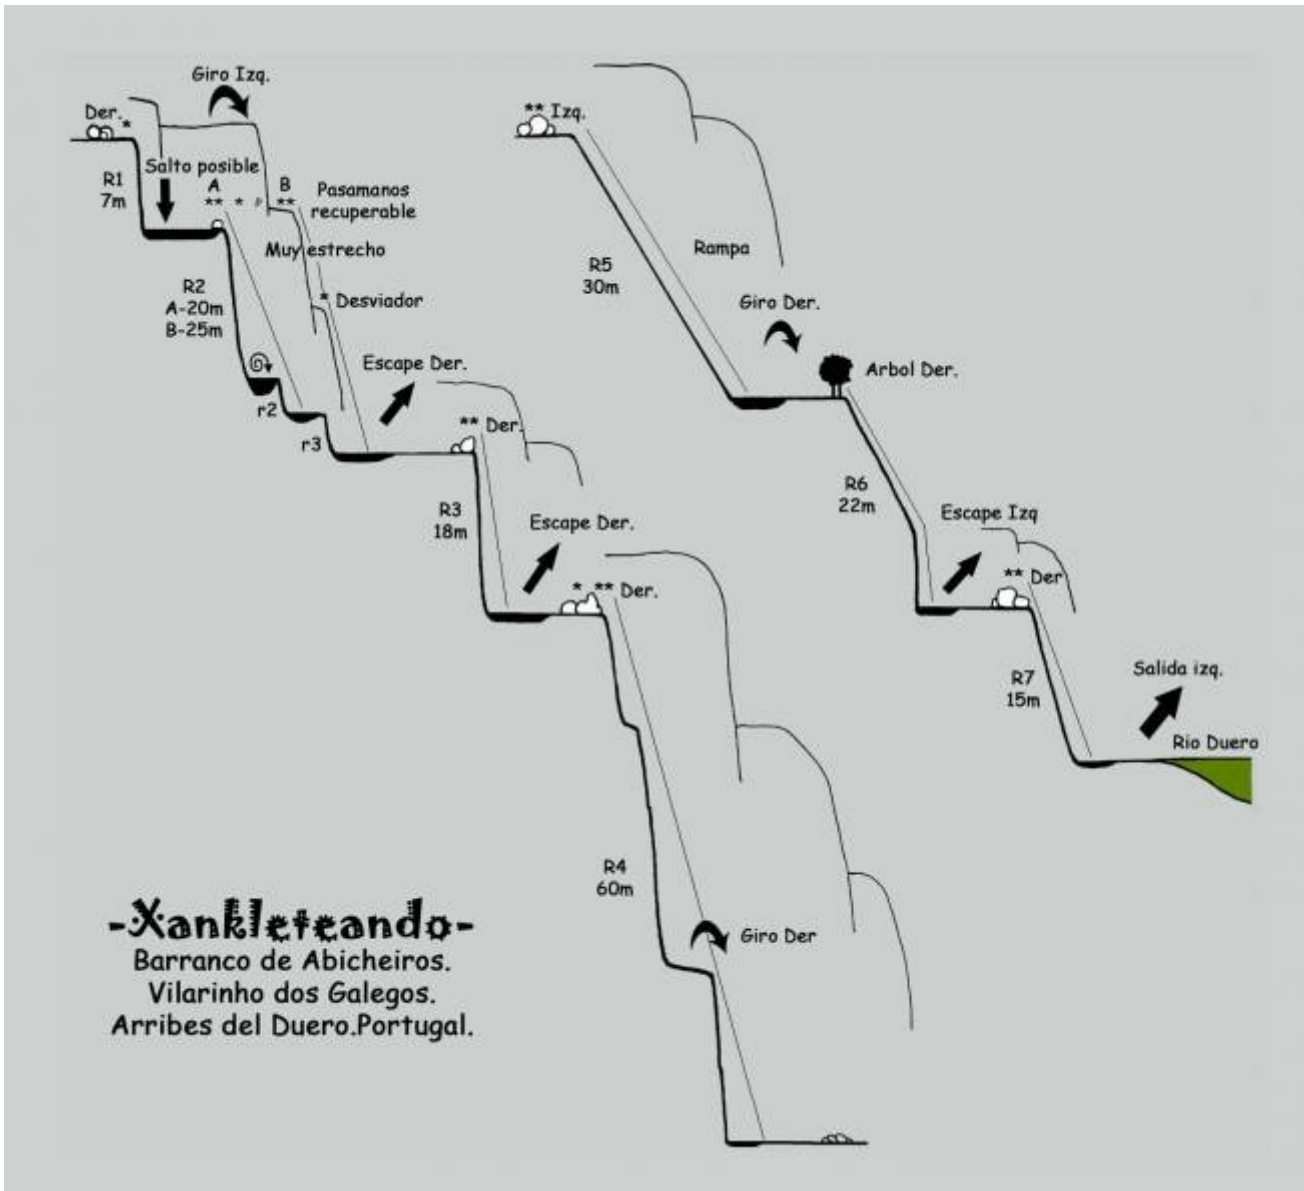 Giro Izq.
Der. *
Salto posible
R1
7m
A
** * P
B
**
Pasamanos
recuperable
Muy estrecho
R2
A-20m
B-25m
* Desviador
r2
r3
Escape Der.
** Der.
R3
18m
Escape Der.
* ** Der.
R4
60m
Giro Der
** Izq.
R5
30m
Rampa
Giro Der.
Arbol Der.
R6
22m
Escape Izq
** Der
R7
15m
Salida izq.
Rio Duero
-Xankleteando-
Barranco de Abicheiros.
Vilarinho dos Galegos.
Arribes del Duero.Portugal.